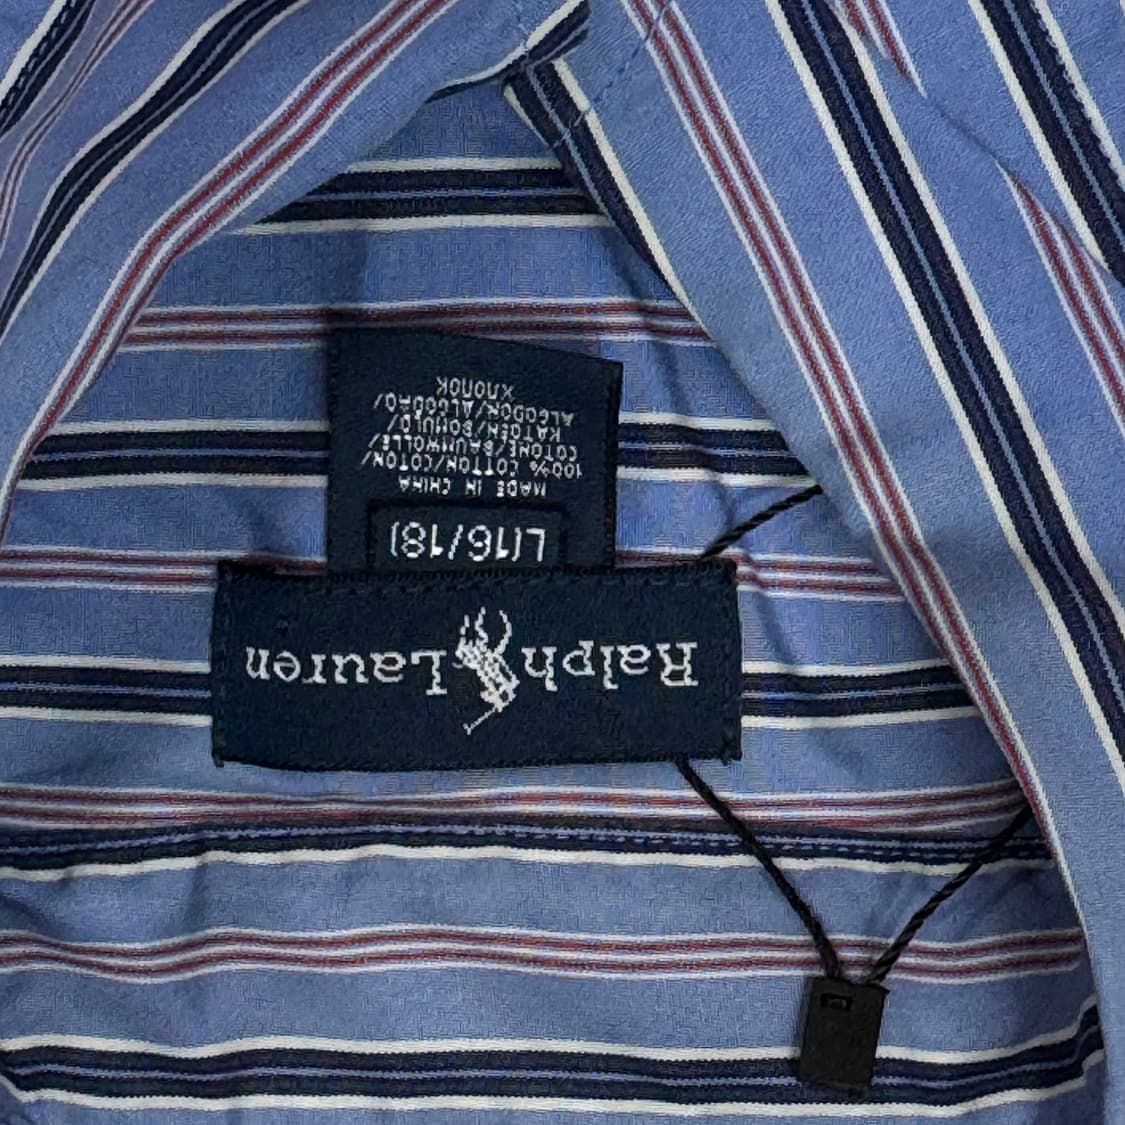 Ralph Lauren
L(16/18)
MADE IN CHINA
100% COTTON/COTON/
COTONE/BAUMWOLLE/
KATOEN/BOMULD/
ALGODON/ALGODAO/
ХЛОПОК